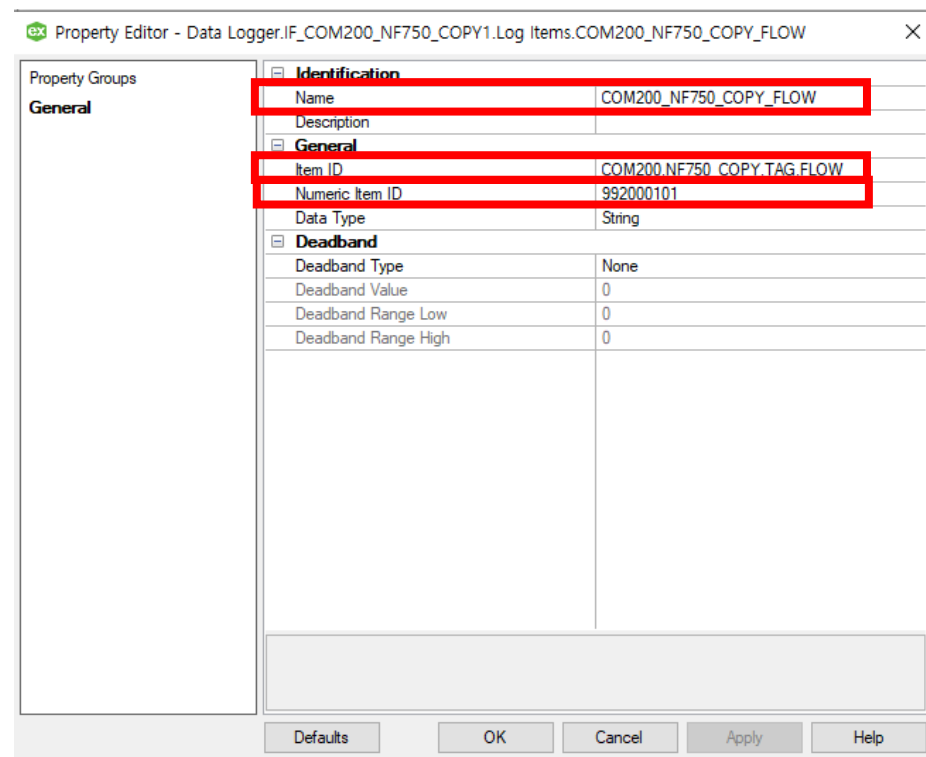 ex Property Editor - Data Logger.IF_COM200_NF750_COPY1.Log Items.COM200_NF750_COPY_FLOW
Property Groups
General
Identification
Name COM200_NF750_COPY_FLOW
Description
General
Item ID COM200.NF750_COPY.TAG.FLOW
Numeric Item ID 992000101
Data Type String
Deadband
Deadband Type None
Deadband Value 0
Deadband Range Low 0
Deadband Range High 0
Defaults OK Cancel Apply Help